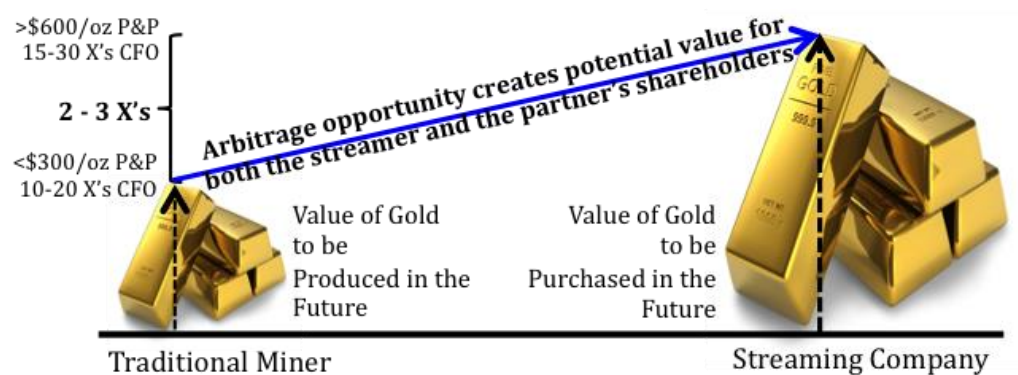 >$600/oz P&P
15-30 X's CFO
2 - 3 X's
<$300/oz P&P
10-20 X's CFO
Arbitrage opportunity creates potential value for
both the streamer and the partner's shareholders
GOLD
Value of Gold
to be
Produced in the
Future
Value of Gold
to be
Purchased in the
Future
Traditional Miner
Streaming Company